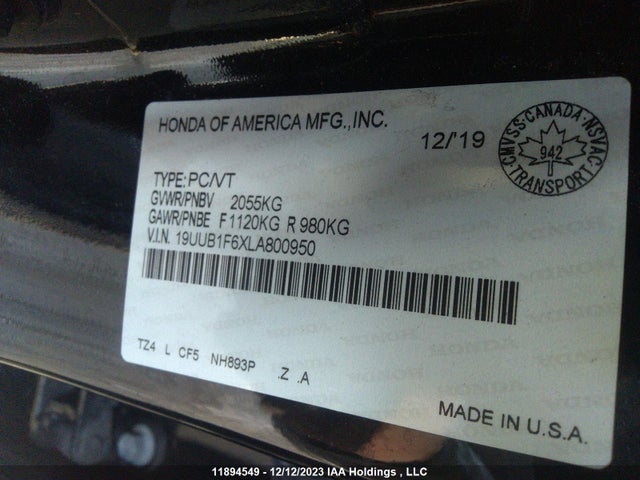 HONDA OF AMERICA MFG.,INC.
12/'19
CMVSS·CANADA·NSVAC
942
TRANSPORT
TYPE:PC/VT
GVWR/PNBV 2055KG
GAWR/PNBE F1120KG R 980KG
V.I.N. 19UUB1F6XLA800950
TZ4 L CF5 NH893P .Z .A
MADE IN U.S.A.
11894549 - 12/12/2023 IAA Holdings , LLC